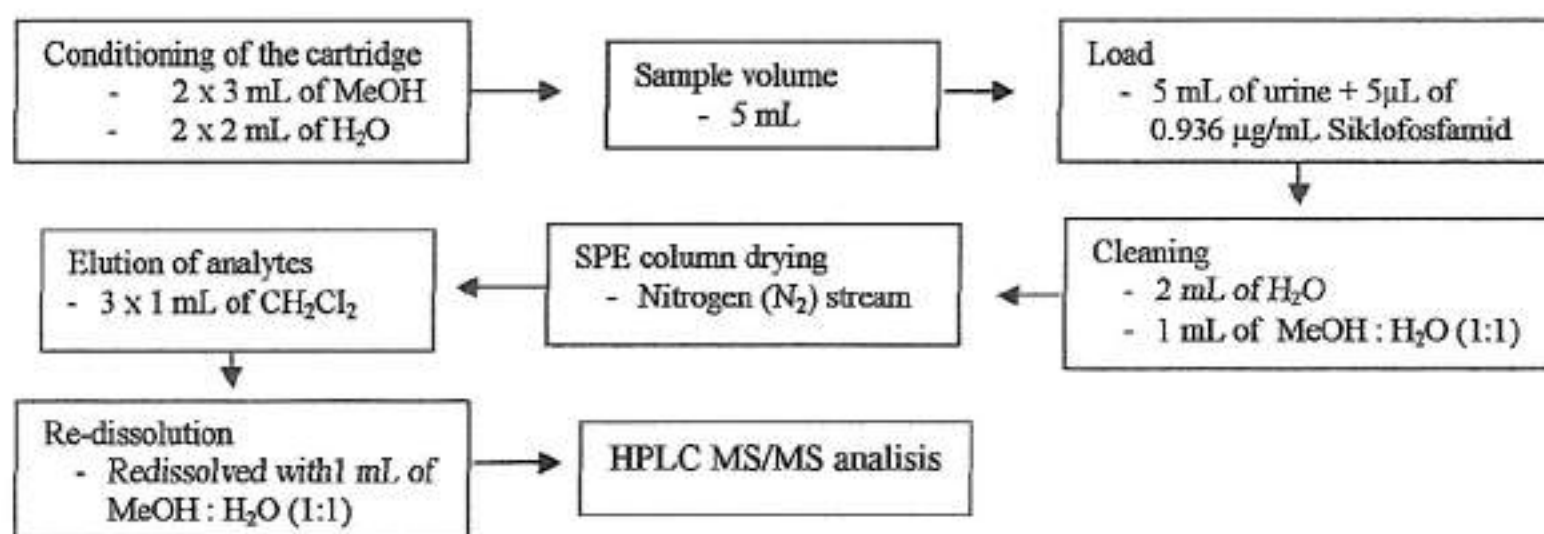 Conditioning of the cartridge
- 2 x 3 mL of MeOH
- 2 x 2 mL of H₂O
Sample volume
- 5 mL
Load
- 5 mL of urine + 5µL of
0.936 µg/mL Siklofosfamid
Cleaning
- 2 mL of H₂O
- 1 mL of MeOH : H₂O (1:1)
SPE column drying
- Nitrogen (N₂) stream
Elution of analytes
- 3 x 1 mL of CH₂Cl₂
Re-dissolution
- Redissolved with1 mL of
MeOH : H₂O (1:1)
HPLC MS/MS analisis